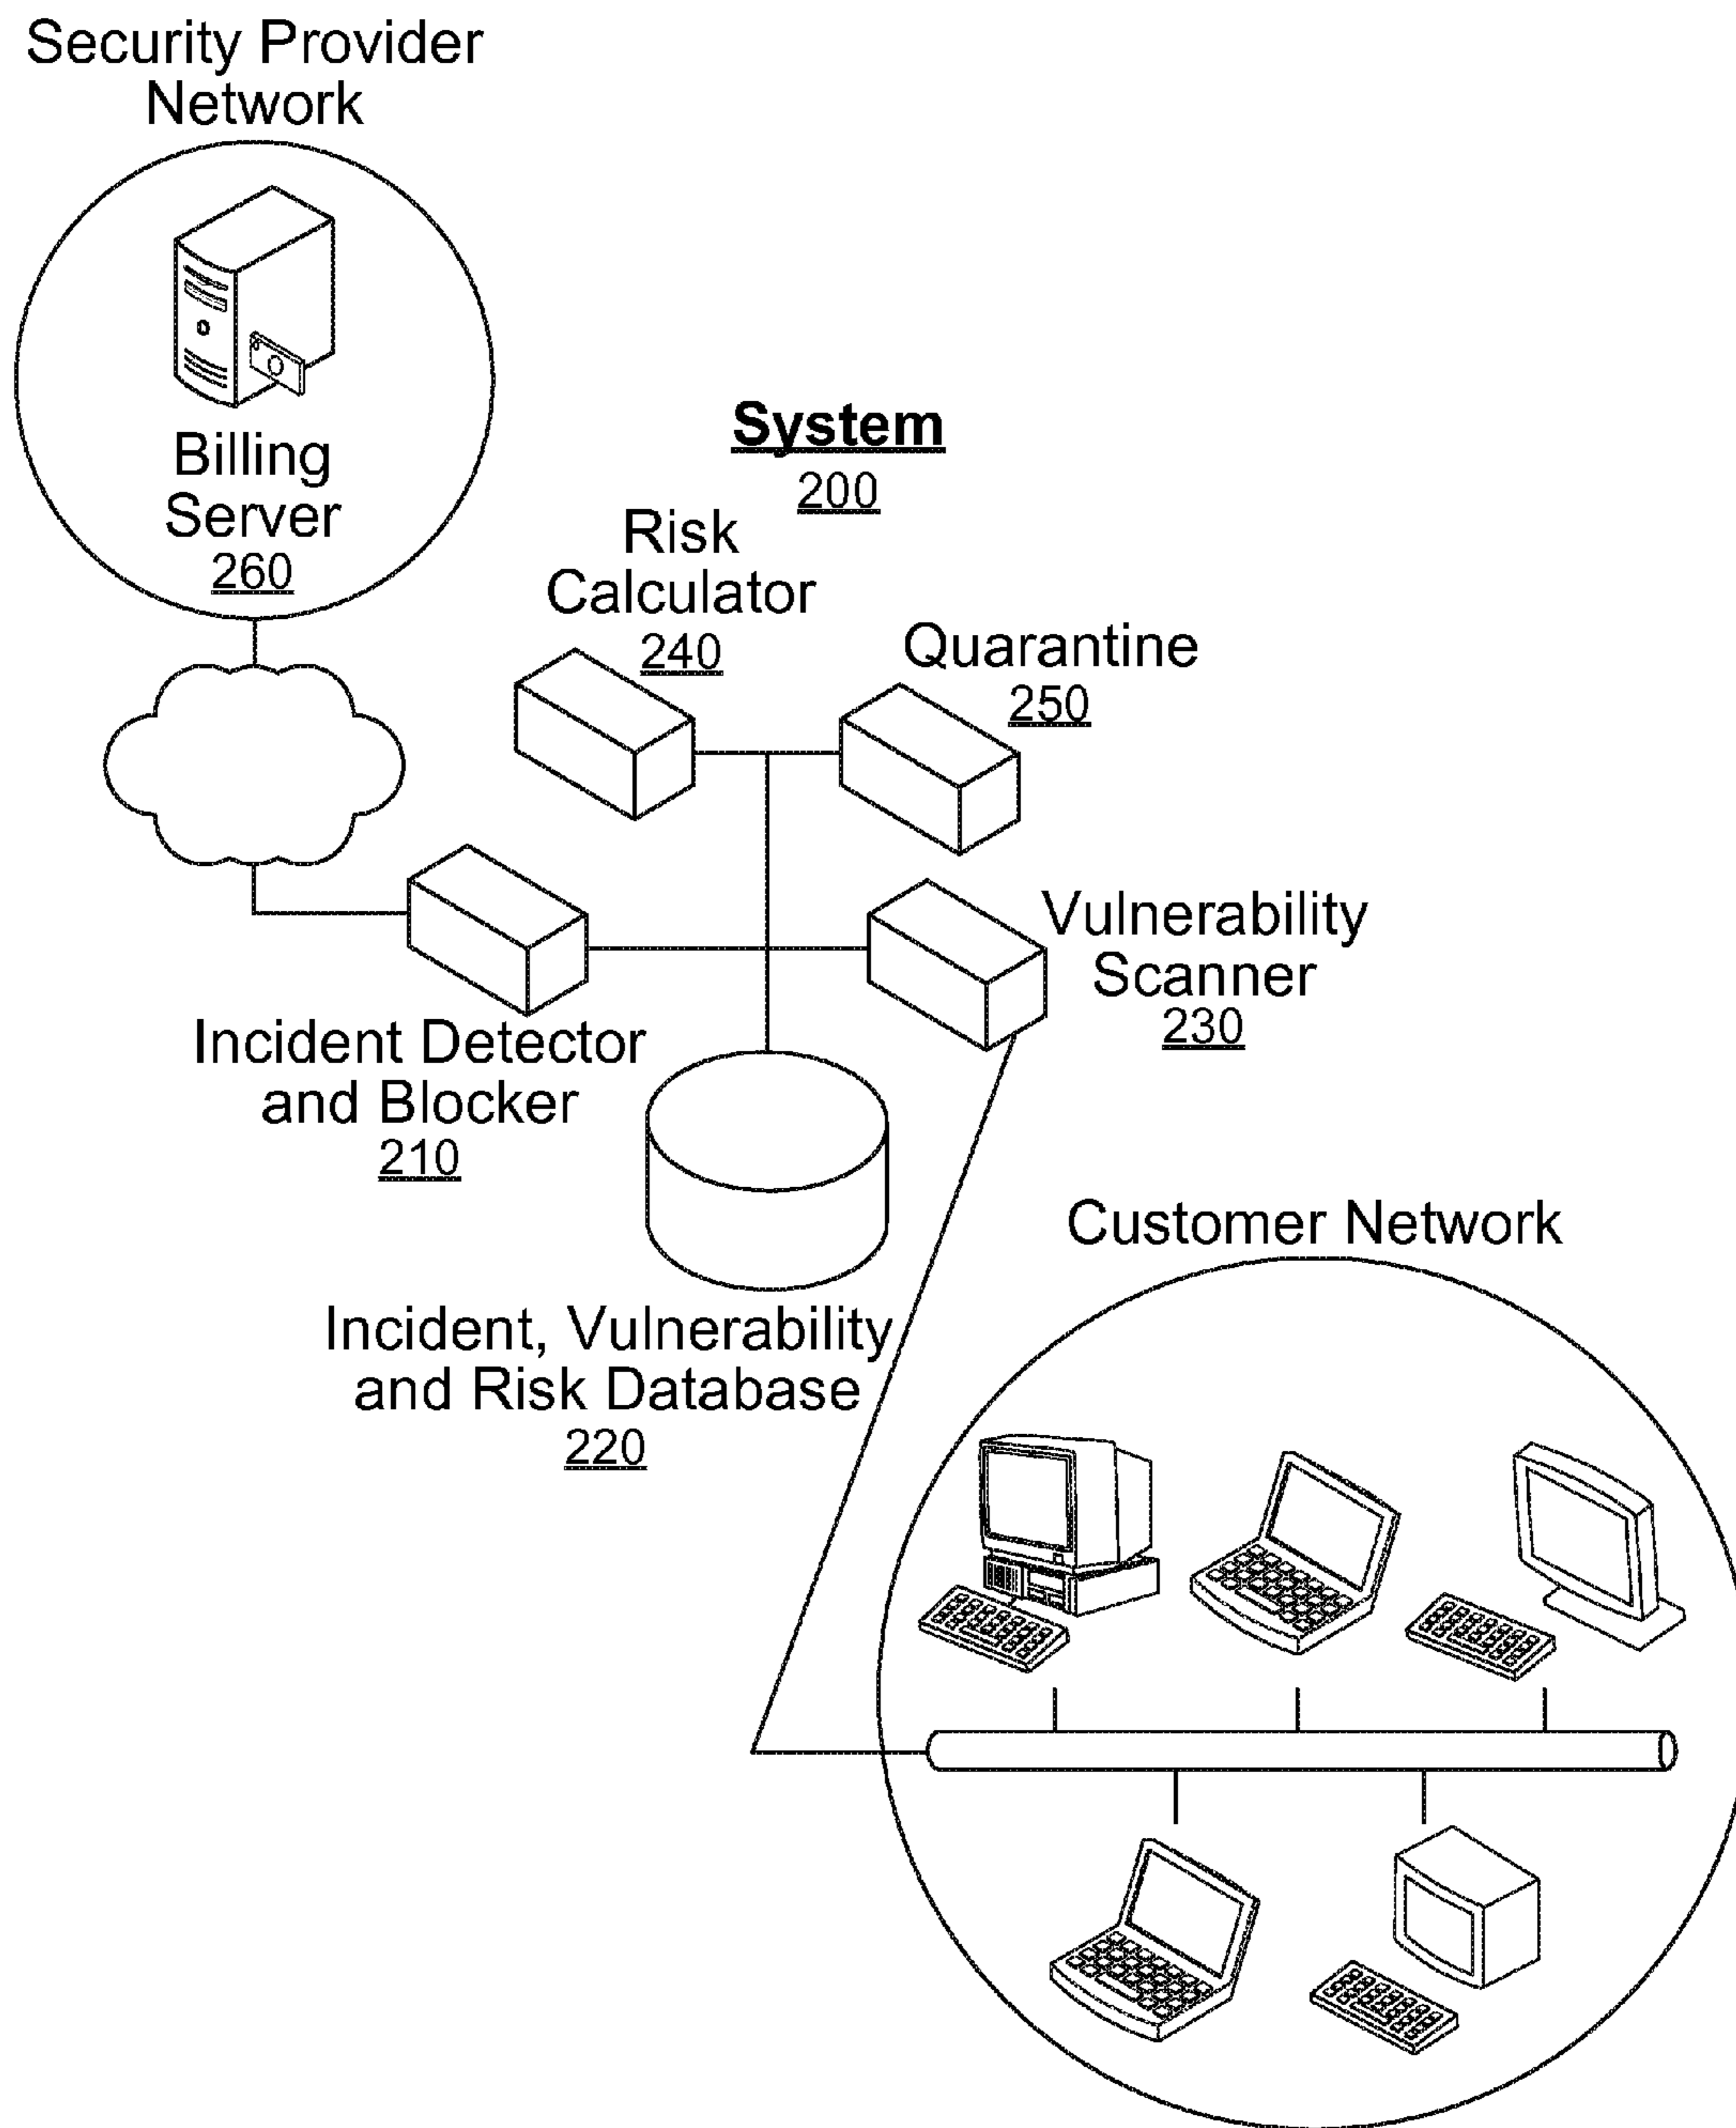 Security Provider
Network
Billing
Server
260
System
200
Risk
Calculator
240
Quarantine
250
Vulnerability
Scanner
230
Incident Detector
and Blocker
210
Incident, Vulnerability
and Risk Database
220
Customer Network